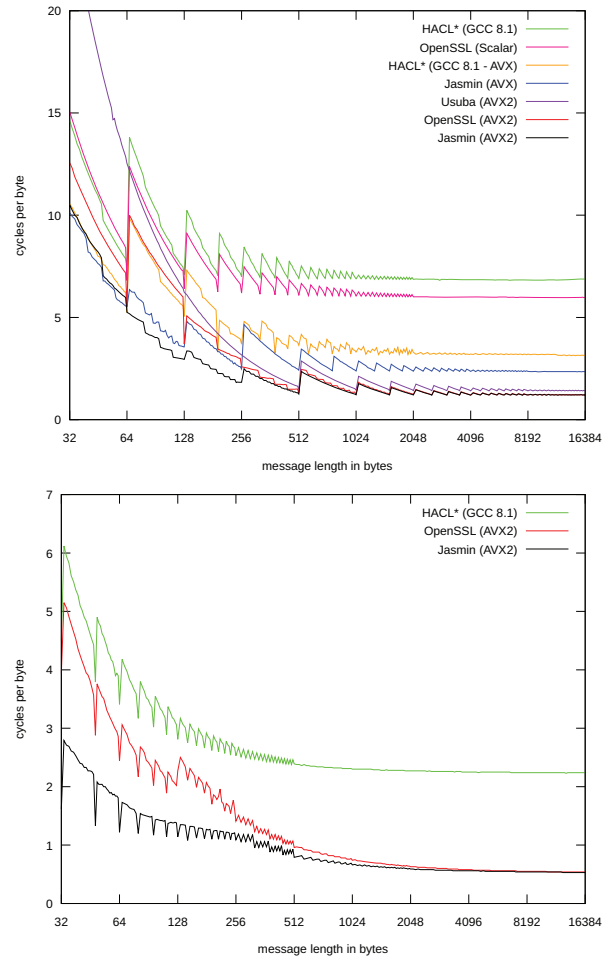 20
15
10
5
0
cycles per byte
HACL* (GCC 8.1)
OpenSSL (Scalar)
HACL* (GCC 8.1 - AVX)
Jasmin (AVX)
Usuba (AVX2)
OpenSSL (AVX2)
Jasmin (AVX2)
32 64 128 256 512 1024 2048 4096 8192 16384
message length in bytes
7
6
5
4
3
2
1
0
cycles per byte
HACL* (GCC 8.1)
OpenSSL (AVX2)
Jasmin (AVX2)
32 64 128 256 512 1024 2048 4096 8192 16384
message length in bytes